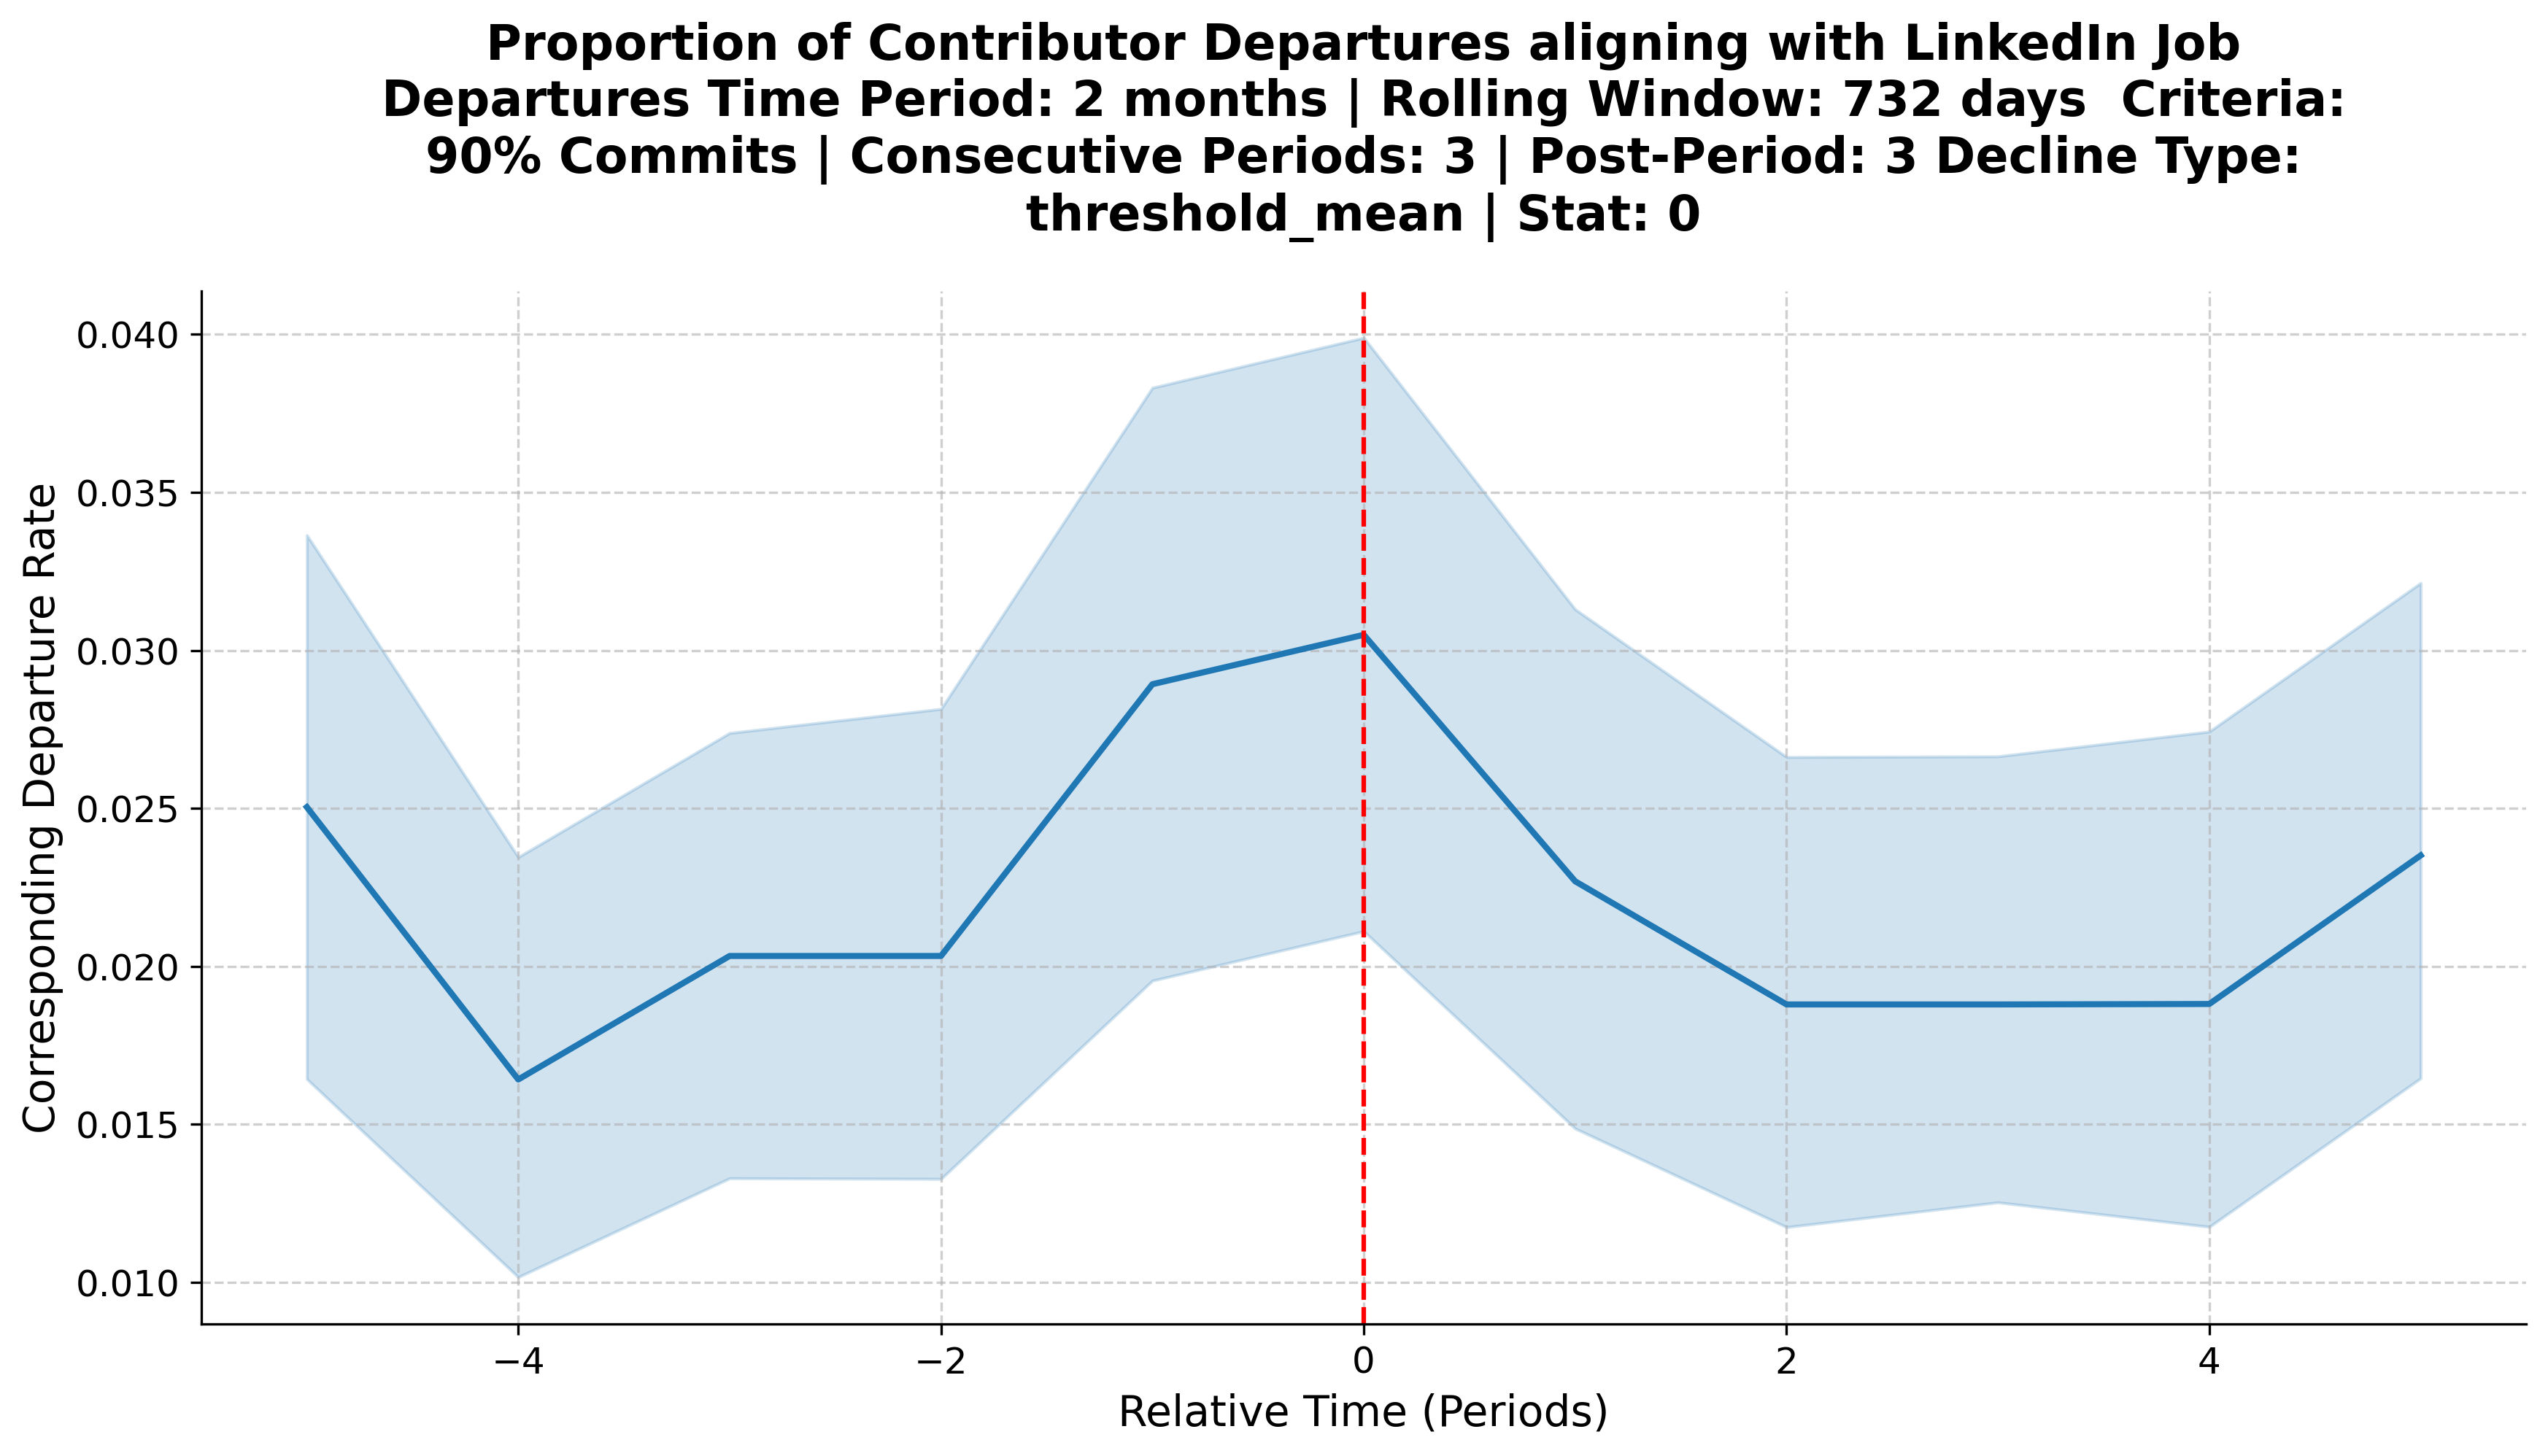 Proportion of Contributor Departures aligning with LinkedIn Job
Departures Time Period: 2 months | Rolling Window: 732 days  Criteria:
90% Commits | Consecutive Periods: 3 | Post-Period: 3 Decline Type:
threshold_mean | Stat: 0
Corresponding Departure Rate
0.040
0.035
0.030
0.025
0.020
0.015
0.010
−4
−2
0
2
4
Relative Time (Periods)